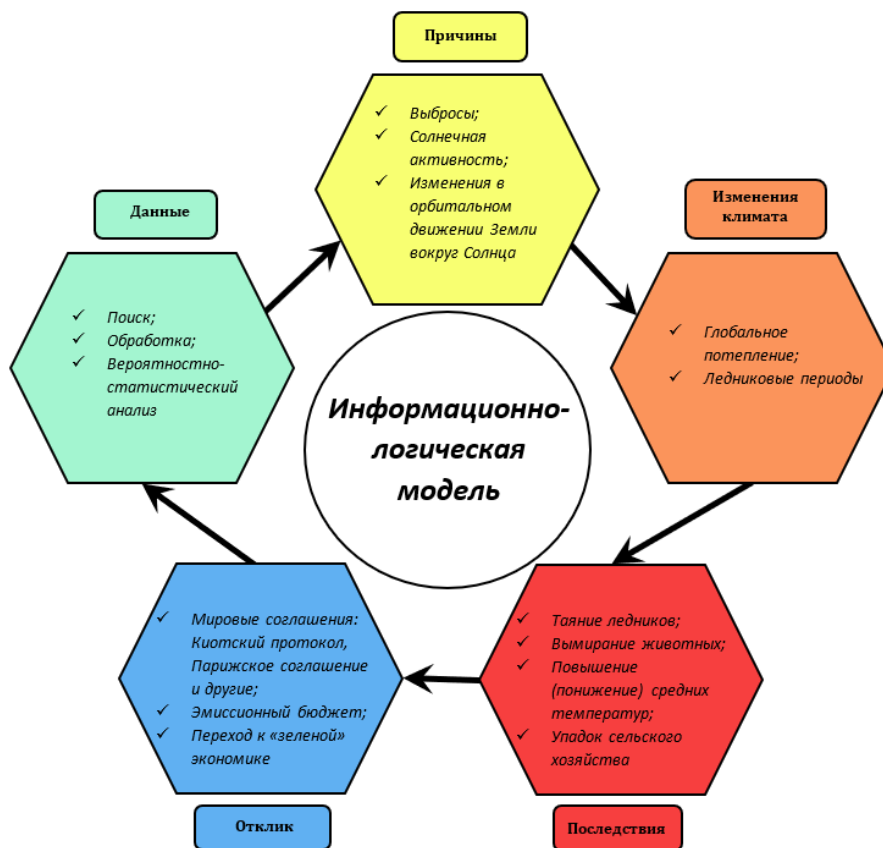 Причины
Выбросы;
Солнечная
активность;
Изменения в
орбитальном
движении Земли
вокруг Солнца
Изменения
климата
Глобальное
потепление;
Ледниковые периоды
Последствия
Таяние ледников;
Вымирание животных;
Повышение
(понижение) средних
температур;
Упадок сельского
хозяйства
Отклик
Мировые соглашения:
Киотский протокол,
Парижское соглашение
и другие;
Эмиссионный бюджет;
Переход к «зеленой»
экономике
Данные
Поиск;
Обработка;
Вероятностно-
статистический
анализ
Информационно-
логическая
модель